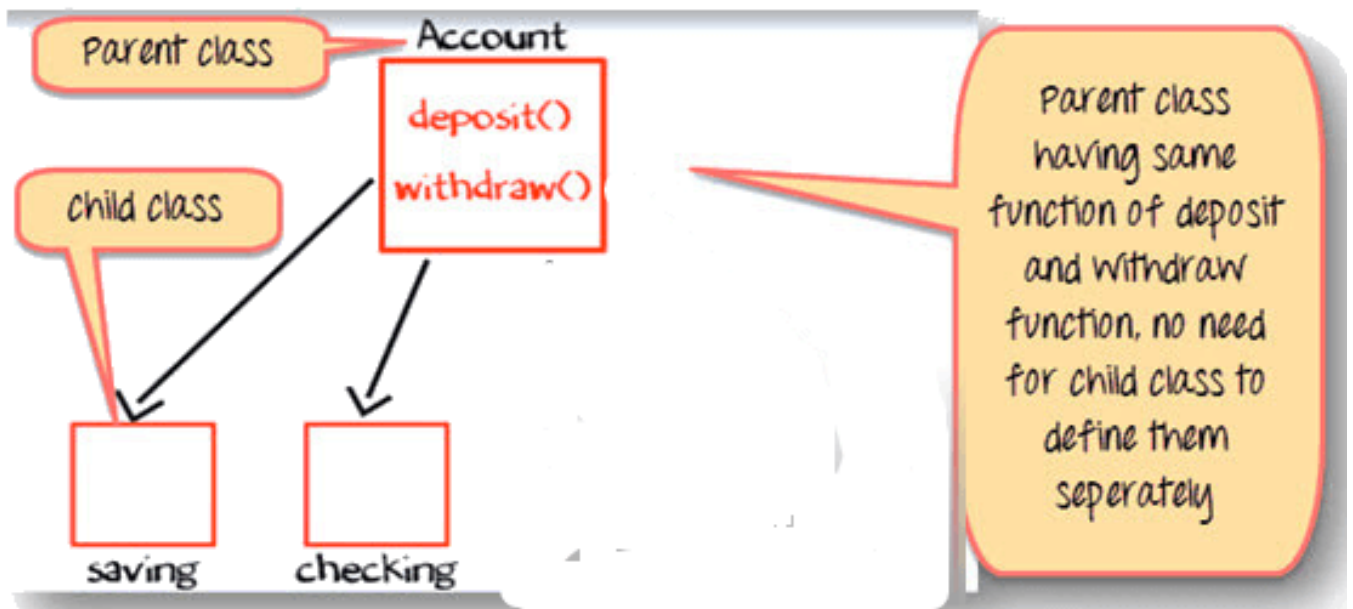 Parent class
Account
deposit()
withdraw()
child class
saving
checking
Parent class
having same
function of deposit
and withdraw
function, no need
for child class to
define them
seperately